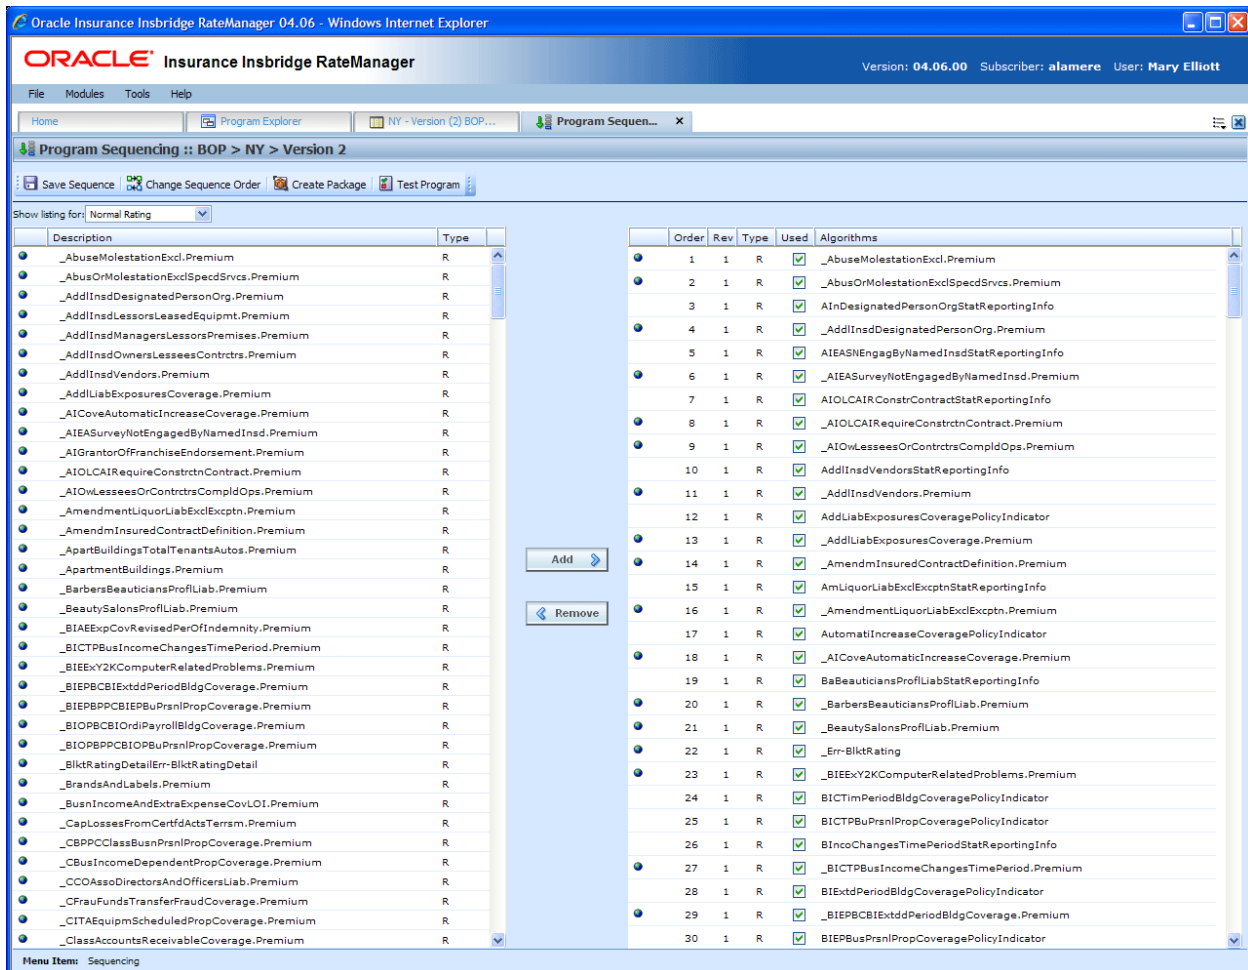 Oracle Insurance Insbridge RateManager 04.06 - Windows Internet Explorer
ORACLE Insurance Insbridge RateManager
Version: 04.06.00 Subscriber: alamere User: Mary Elliott
File Modules Tools Help
Home Program Explorer NY - Version (2) BOP... Program Sequen... x
Program Sequencing :: BOP > NY > Version 2
Save Sequence Change Sequence Order Create Package Test Program
Show listing for: Normal Rating
Description Type
_AbuseMolestationExcl.Premium R
_AbusOrMolestationExclSpecdSrvcs.Premium R
_AddlInsdDesignatedPersonOrg.Premium R
_AddlInsdLessorsLeasedEquipmt.Premium R
_AddlInsdManagersLessorsPremises.Premium R
_AddlInsdOwnersLesseesContrctrs.Premium R
_AddlInsdVendors.Premium R
_AddlLiabExposuresCoverage.Premium R
_AICoveAutomaticIncreaseCoverage.Premium R
_AIEASurveyNotEngagedByNamedInsd.Premium R
_AIGrantorOfFranchiseEndorsement.Premium R
_AIOLCAIRequireConstrctnContract.Premium R
_AIOwLesseesOrContrctrsCompldOps.Premium R
_AmendmentLiquorLiabExclExcptn.Premium R
_AmendmInsuredContractDefinition.Premium R
_ApartBuildingsTotalTenantsAutos.Premium R
_ApartmentBuildings.Premium R
_BarbersBeauticiansProflLiab.Premium R
_BeautySalonsProflLiab.Premium R
_BIAEExpCovRevisedPerOfIndemnity.Premium R
_BICTPBusIncomeChangesTimePeriod.Premium R
_BIEExY2KComputerRelatedProblems.Premium R
_BIEPBCBIExtddPeriodBldgCoverage.Premium R
_BIEPBPPCBIEPBuPrsnlPropCoverage.Premium R
_BIOPBCBIOrdiPayrollBldgCoverage.Premium R
_BIOPBPPCBIOPBuPrsnlPropCoverage.Premium R
_BlktRatingDetailErr-BlktRatingDetail R
_BrandsAndLabels.Premium R
_BusnIncomeAndExtraExpenseCovLOI.Premium R
_CapLossesFromCertfdActsTerrsm.Premium R
_CBPPCClassBusnPrsnlPropCoverage.Premium R
_CBusIncomeDependentPropCoverage.Premium R
_CCOAssoDirectorsAndOfficersLiab.Premium R
_CFrauFundsTransferFraudCoverage.Premium R
_CITAEquipmScheduledPropCoverage.Premium R
_ClassAccountsReceivableCoverage.Premium R
Add
Remove
Order Rev Type Used Algorithms
1 1 R _AbuseMolestationExcl.Premium
2 1 R _AbusOrMolestationExclSpecdSrvcs.Premium
3 1 R AInDesignatedPersonOrgStatReportingInfo
4 1 R _AddlInsdDesignatedPersonOrg.Premium
5 1 R AIEASNEngagByNamedInsdStatReportingInfo
6 1 R _AIEASurveyNotEngagedByNamedInsd.Premium
7 1 R AIOLCAIRConstrContractStatReportingInfo
8 1 R _AIOLCAIRequireConstrctnContract.Premium
9 1 R _AIOwLesseesOrContrctrsCompldOps.Premium
10 1 R AddlInsdVendorsStatReportingInfo
11 1 R _AddlInsdVendors.Premium
12 1 R AddLiabExposuresCoveragePolicyIndicator
13 1 R _AddlLiabExposuresCoverage.Premium
14 1 R _AmendmInsuredContractDefinition.Premium
15 1 R AmLiquorLiabExclExcptnStatReportingInfo
16 1 R _AmendmentLiquorLiabExclExcptn.Premium
17 1 R AutomatiIncreaseCoveragePolicyIndicator
18 1 R _AICoveAutomaticIncreaseCoverage.Premium
19 1 R BaBeauticiansProflLiabStatReportingInfo
20 1 R _BarbersBeauticiansProflLiab.Premium
21 1 R _BeautySalonsProflLiab.Premium
22 1 R _Err-BlktRating
23 1 R _BIEExY2KComputerRelatedProblems.Premium
24 1 R BICTimPeriodBldgCoveragePolicyIndicator
25 1 R BICTPBuPrsnlPropCoveragePolicyIndicator
26 1 R BIncoChangesTimePeriodStatReportingInfo
27 1 R _BICTPBusIncomeChangesTimePeriod.Premium
28 1 R BIExtdPeriodBldgCoveragePolicyIndicator
29 1 R _BIEPBCBIExtddPeriodBldgCoverage.Premium
30 1 R BIEPBusPrsnlPropCoveragePolicyIndicator
Menu Item: Sequencing